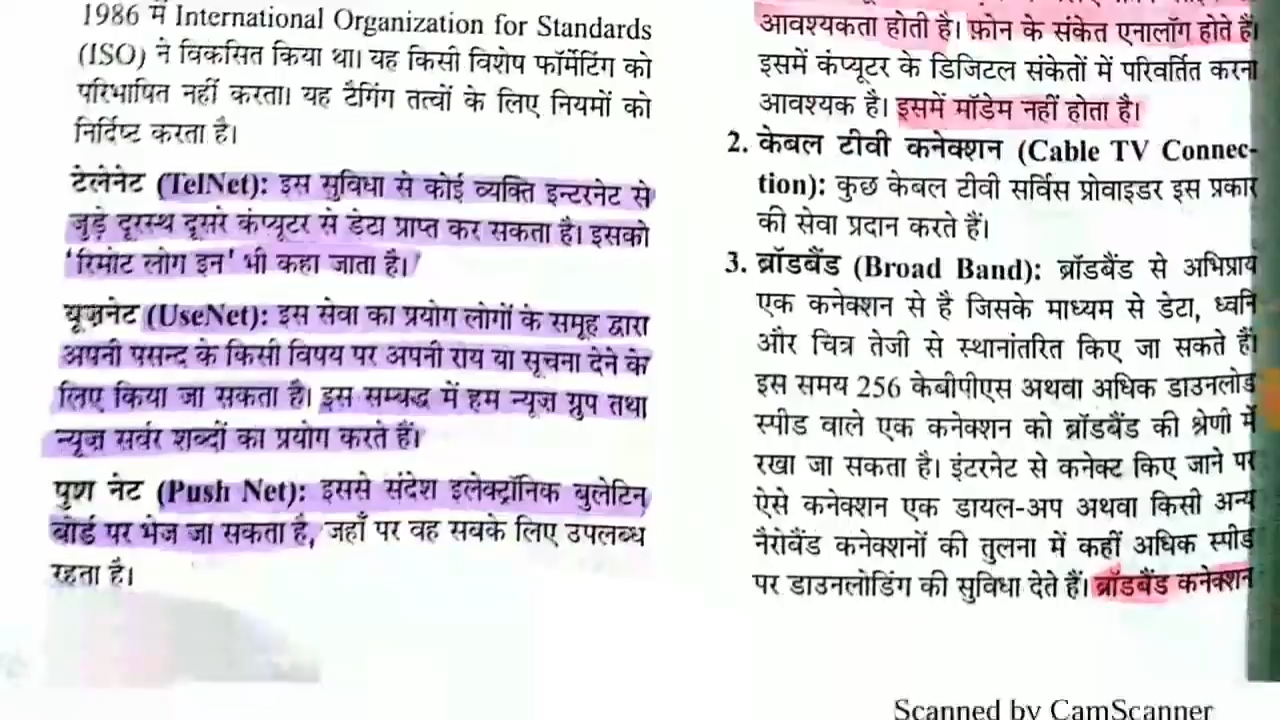 1986 में International Organization for Standards
(ISO) ने विकसित किया था। यह किसी विशेष फॉर्मेटिंग को
परिभाषित नहीं करता। यह टैगिंग तत्वों के लिए नियमों को
निर्दिष्ट करता है।
टेलेनेट (TelNet): इस सुविधा से कोई व्यक्ति इन्टरनेट से
जुड़े दूरस्थ दूसरे कंप्यूटर से डेटा प्राप्त कर सकता है। इसको
'रिमोट लोग इन' भी कहा जाता है।
यूज़नेट (UseNet): इस सेवा का प्रयोग लोगों के समूह द्वारा
अपनी पसन्द के किसी विषय पर अपनी राय या सूचना देने के
लिए किया जा सकता है। इस सम्बद्ध में हम न्यूज़ ग्रुप तथा
न्यूज़ सर्वर शब्दों का प्रयोग करते हैं।
पुश नेट (Push Net): इससे संदेश इलेक्ट्रॉनिक बुलेटिन
बोर्ड पर भेज जा सकता है, जहाँ पर वह सबके लिए उपलब्ध
रहता है।
आवश्यकता होती है। फ़ोन के संकेत एनालॉग होते हैं।
इसमें कंप्यूटर के डिजिटल संकेतों में परिवर्तित करना
आवश्यक है। इसमें मॉडेम नहीं होता है।
2. केबल टीवी कनेक्शन (Cable TV Connec-
tion): कुछ केबल टीवी सर्विस प्रोवाइडर इस प्रकार
की सेवा प्रदान करते हैं।
3. ब्रॉडबैंड (Broad Band): ब्रॉडबैंड से अभिप्राय
एक कनेक्शन से है जिसके माध्यम से डेटा, ध्वनि
और चित्र तेजी से स्थानांतरित किए जा सकते हैं।
इस समय 256 केबीपीएस अथवा अधिक डाउनलोड
स्पीड वाले एक कनेक्शन को ब्रॉडबैंड की श्रेणी में
रखा जा सकता है। इंटरनेट से कनेक्ट किए जाने पर
ऐसे कनेक्शन एक डायल-अप अथवा किसी अन्य
नैरोबैंड कनेक्शनों की तुलना में कहीं अधिक स्पीड
पर डाउनलोडिंग की सुविधा देते हैं। ब्रॉडबैंड कनेक्शन
Scanned by CamScanner